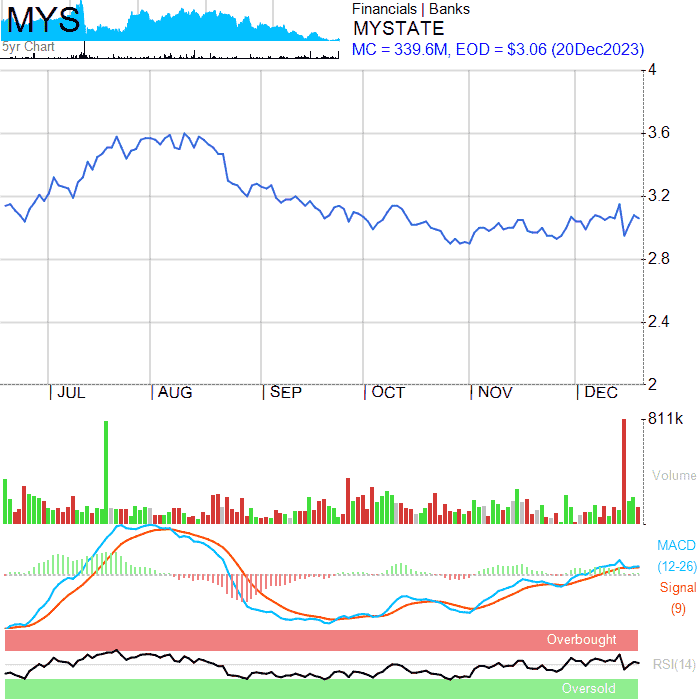 MYS
5yr Chart
Financials | Banks
MYSTATE
MC = 339.6M, EOD = $3.06 (20Dec2023)
4
3.6
3.2
2.8
2.4
2
JUL AUG SEP OCT NOV DEC
811k
Volume
MACD
(12-26)
Signal
(9)
Overbought
RSI(14)
Oversold